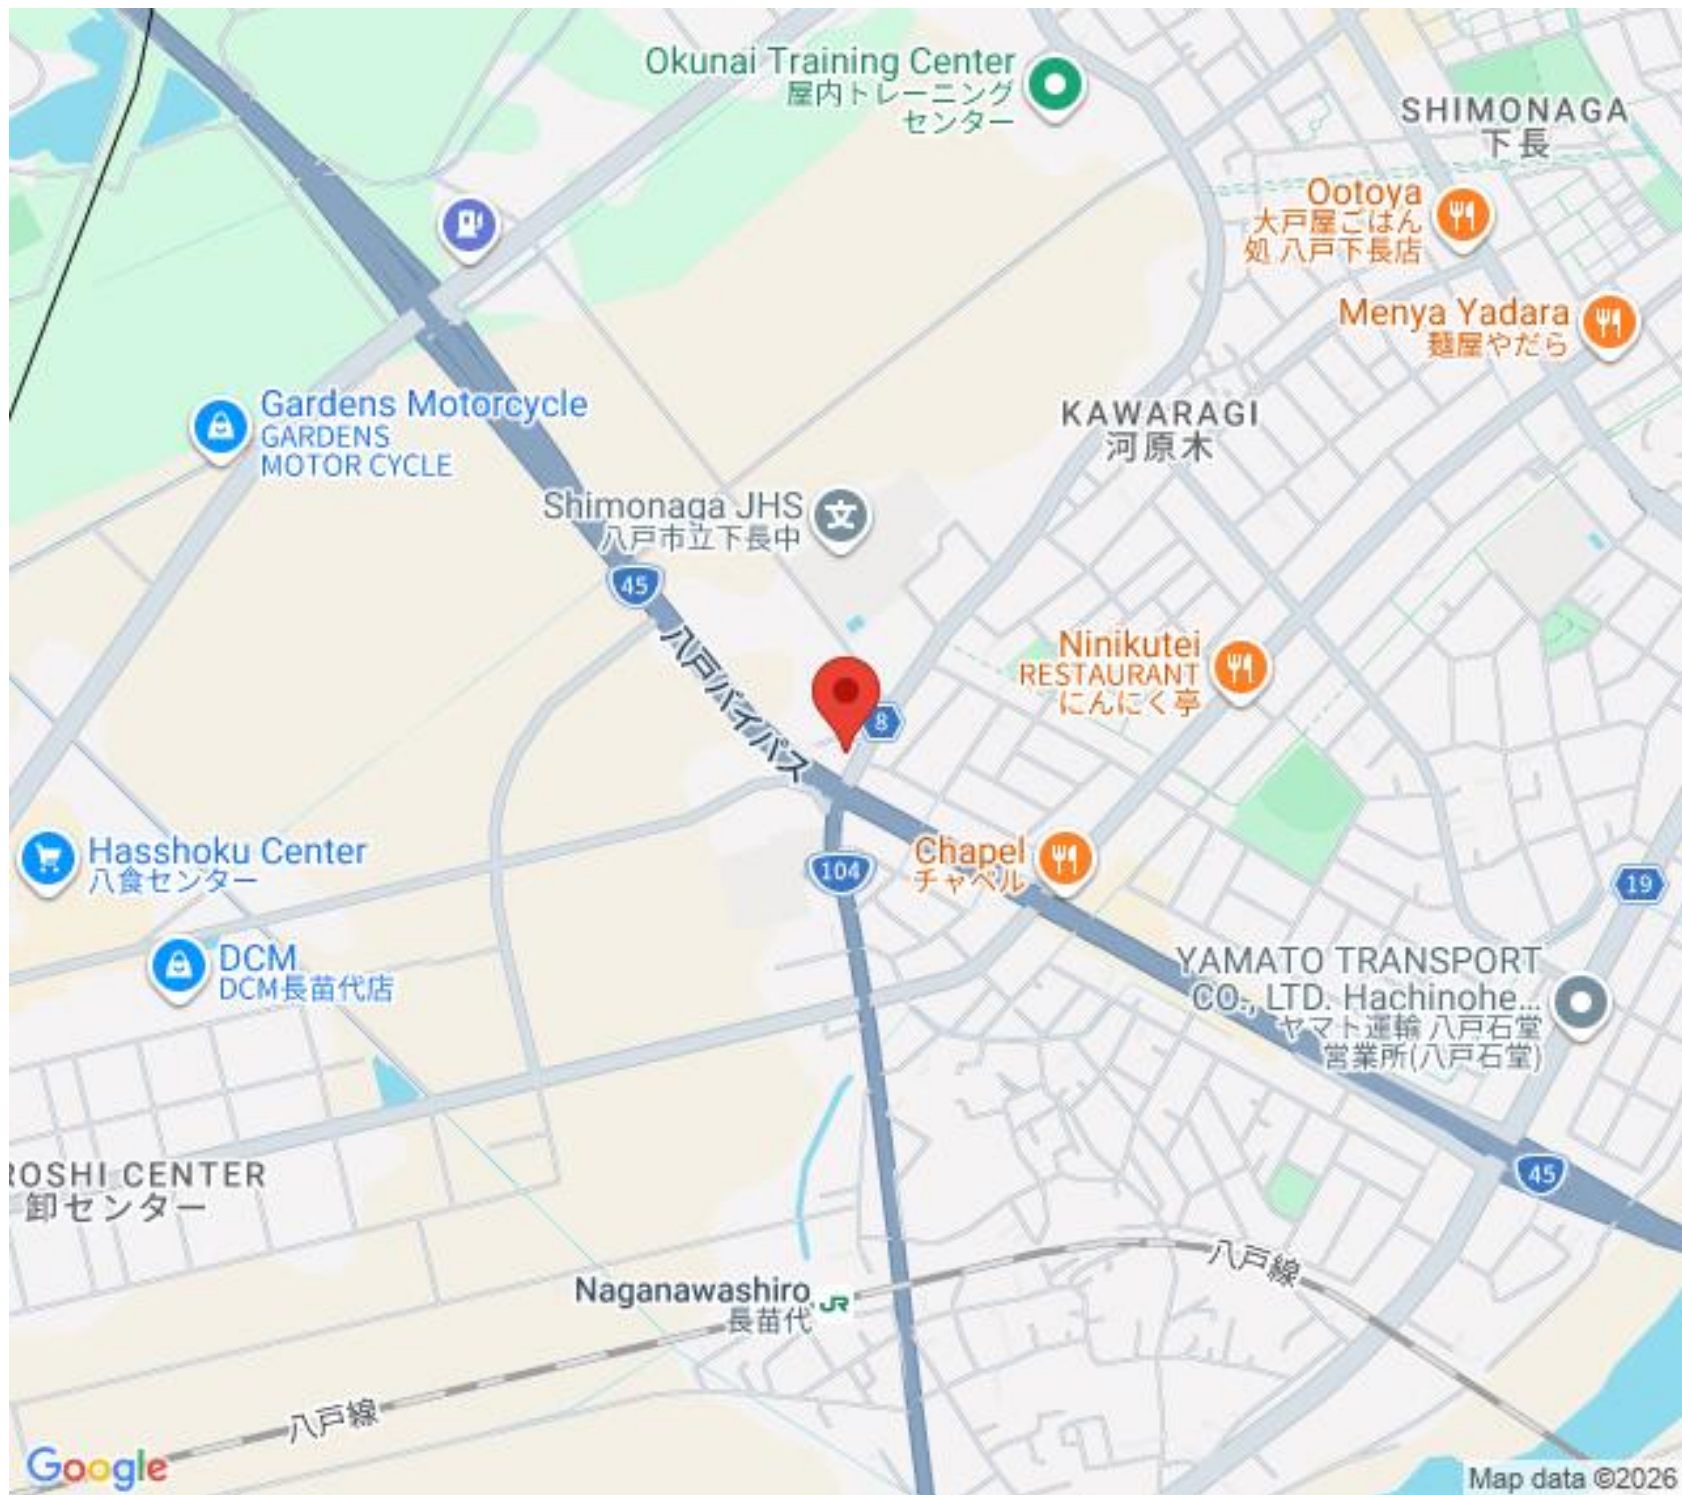 Okunai Training Center
屋内トレーニング
センター
SHIMONAGA
下長
Ootoya
大戸屋ごはん
処 八戸下長店
Menya Yadara
麺屋やだら
Gardens Motorcycle
GARDENS
MOTOR CYCLE
KAWARAGI
河原木
Shimonaga JHS
八戸市立下長中
文
45
八戸バイパス
Ninikutei
RESTAURANT
にんにく亭
8
Hasshoku Center
八食センター
104
Chapel
チャペル
19
DCM
DCM長苗代店
YAMATO TRANSPORT
CO., LTD. Hachinohe...
ヤマト運輸 八戸石堂
営業所(八戸石堂)
ROSHI CENTER
卸センター
45
八戸線
Naganawashiro
長苗代
JR
八戸線
Google
Map data ©2026